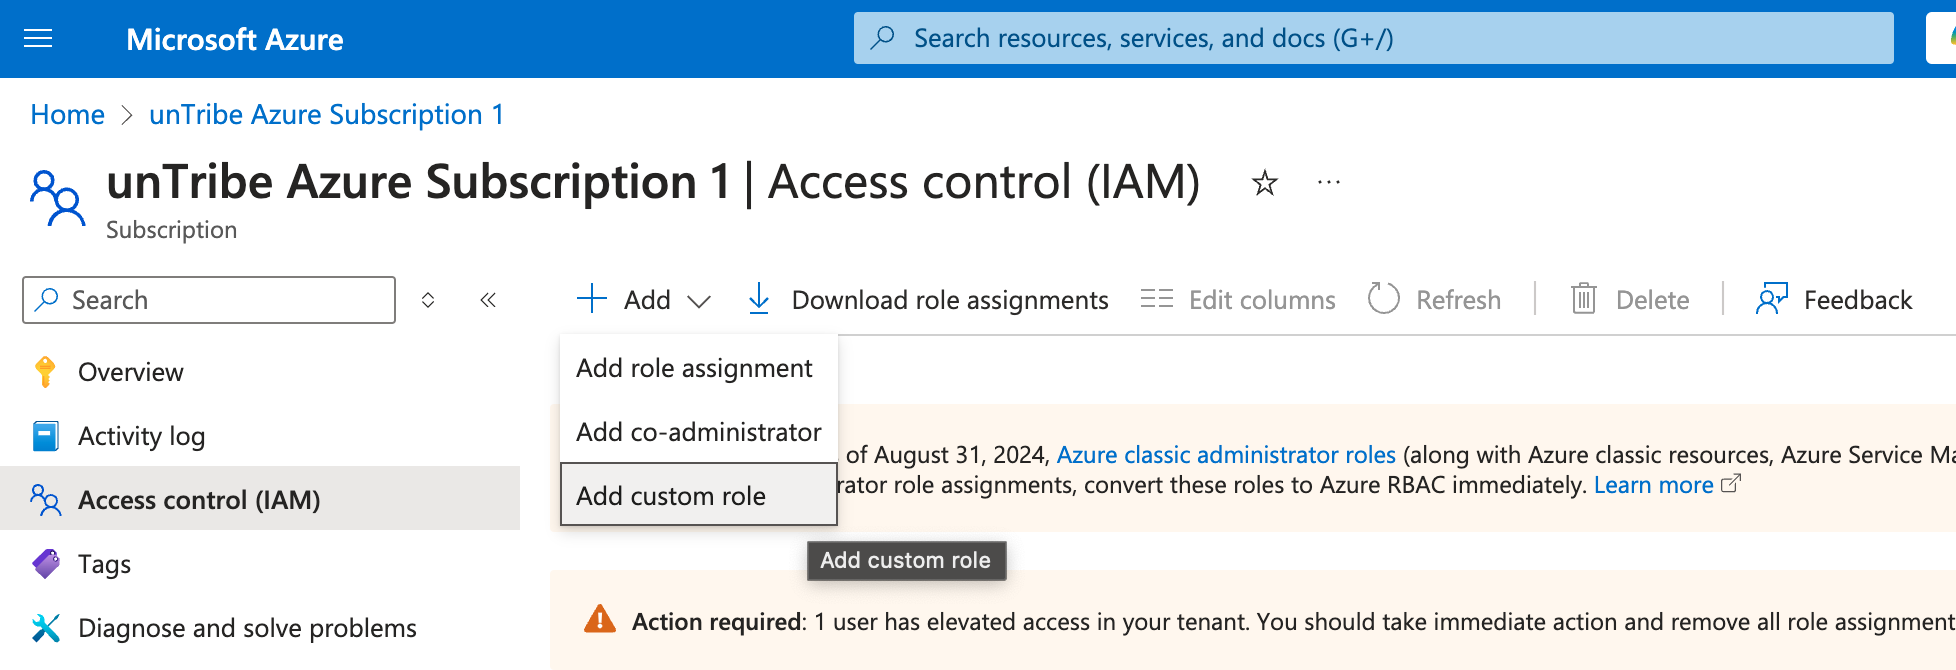 Microsoft Azure
Search resources, services, and docs (G+/)
Home > unTribe Azure Subscription 1
unTribe Azure Subscription 1 | Access control (IAM)
Subscription
Search
Add
Download role assignments
Edit columns
Refresh
Delete
Feedback
Overview
Activity log
Access control (IAM)
Tags
Diagnose and solve problems
Add role assignment
Add co-administrator
Add custom role
of August 31, 2024, Azure classic administrator roles (along with Azure classic resources, Azure Service
role assignments, convert these roles to Azure RBAC immediately. Learn more
Add custom role
Action required: 1 user has elevated access in your tenant. You should take immediate action and remove all role assignment